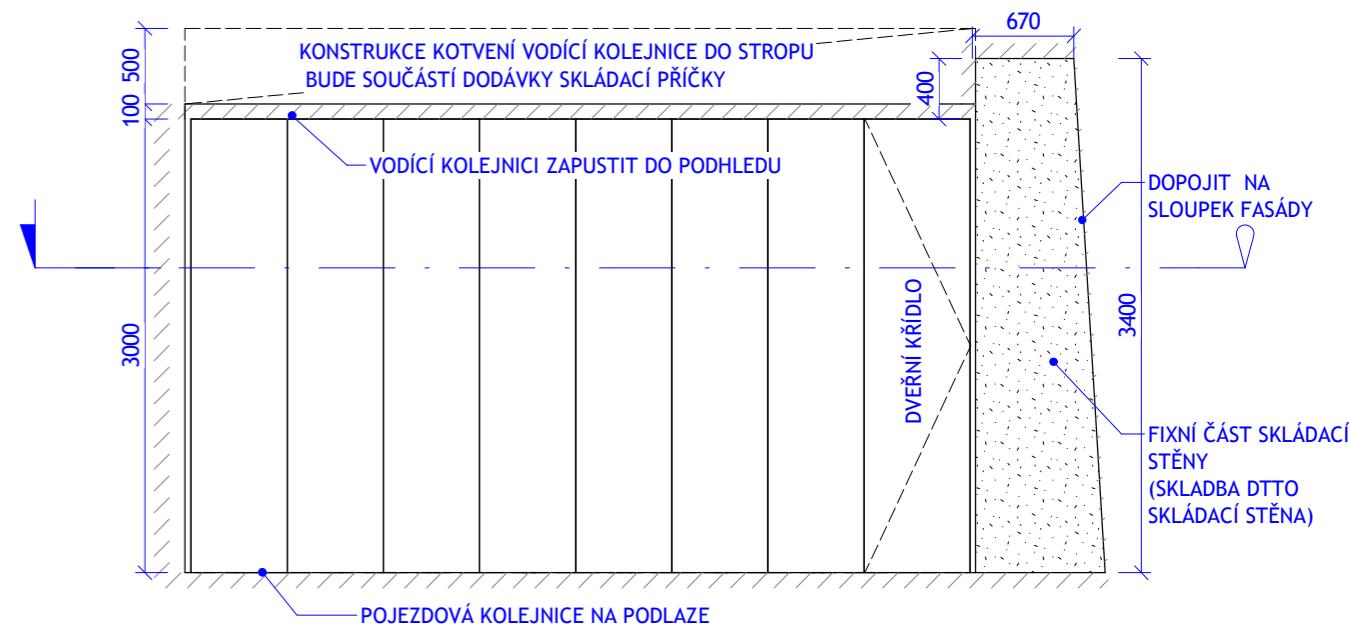 670
KONSTRUKCE KOTVENÍ VODÍCÍ KOLEJNICE DO STROPU
BUDE SOUČÁSTÍ DODÁVKY SKLÁDACÍ PŘÍČKY
500
400
100
VODÍCÍ KOLEJNICI ZAPUSTIT DO PODHLEDU
DOPOJIT NA
SLOUPEK FASÁDY
3000
DVEŘNÍ KŘÍDLO
3400
FIXNÍ ČÁST SKLÁDACÍ
STĚNY
(SKLADBA DTTO
SKLÁDACÍ STĚNA)
POJEZDOVÁ KOLEJNICE NA PODLAZE